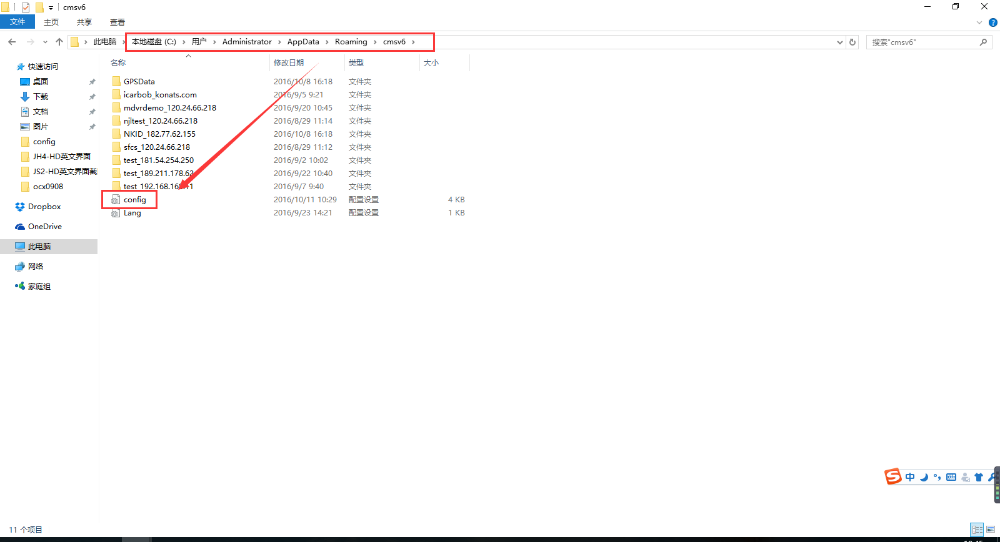 cmsv6
文件 主页 共享 查看
此电脑 本地磁盘 (C:) 用户 Administrator AppData Roaming cmsv6
搜索"cmsv6"
快速访问
桌面
下载
文档
图片
config
JH4-HD英文界面
JS2-HD英文界面截
ocx0908
Dropbox
OneDrive
此电脑
网络
家庭组
名称 修改日期 类型 大小
GPSData 2016/10/8 16:18 文件夹
icarbob_konats.com 2016/9/5 9:21 文件夹
mdvrdemo_120.24.66.218 2016/9/20 10:45 文件夹
njltest_120.24.66.218 2016/8/29 11:14 文件夹
NKID_182.77.62.155 2016/10/8 16:18 文件夹
sfcs_120.24.66.218 2016/8/29 11:12 文件夹
test_181.54.254.250 2016/9/2 10:02 文件夹
test_189.211.178.62 2016/9/22 10:40 文件夹
2016/9/7 9:40 文件夹
config 2016/10/11 10:29 配置设置 4 KB
Lang 2016/9/23 14:21 配置设置 1 KB
S 中
11 个项目